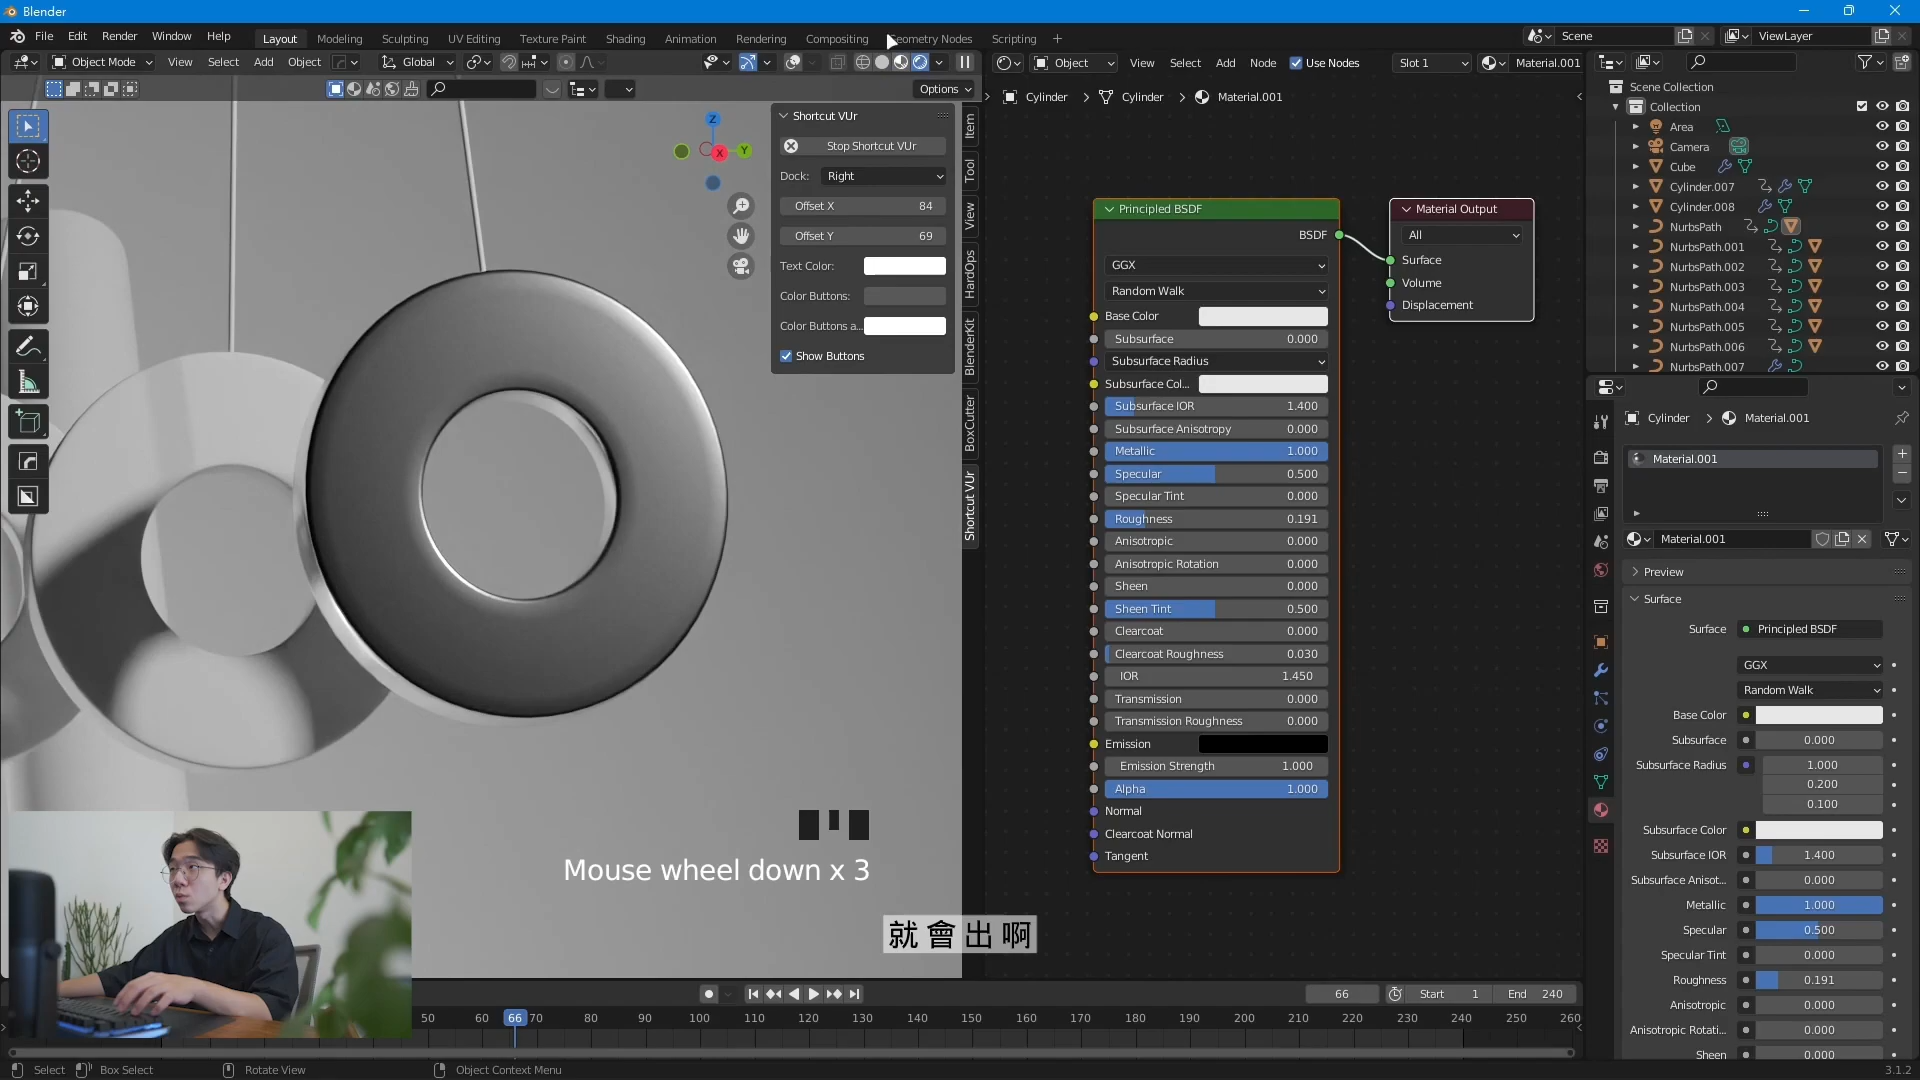 Blender
File Edit Render Window Help
Layout Modeling Sculpting UV Editing Texture Paint Shading Animation Rendering Compositing Geometry Nodes Scripting +
Scene
ViewLayer
Object Mode View Select Add Object Global
Object View Select Add Node Use Nodes Slot 1 Material.001
Options
Cylinder > Cylinder > Material.001
Z
Y
X
Shortcut VUr
Stop Shortcut VUr
Dock: Right
Offset X 84
Offset Y 69
Text Color:
Color Buttons:
Color Buttons a...
Show Buttons
Item
Tool
View
HardOps
BlenderKit
BoxCutter
Shortcut VUr
Principled BSDF
BSDF
GGX
Random Walk
Base Color
Subsurface 0.000
Subsurface Radius
Subsurface Col...
Subsurface IOR 1.400
Subsurface Anisotropy 0.000
Metallic 1.000
Specular 0.500
Specular Tint 0.000
Roughness 0.191
Anisotropic 0.000
Anisotropic Rotation 0.000
Sheen 0.000
Sheen Tint 0.500
Clearcoat 0.000
Clearcoat Roughness 0.030
IOR 1.450
Transmission 0.000
Transmission Roughness 0.000
Emission
Emission Strength 1.000
Alpha 1.000
Normal
Clearcoat Normal
Tangent
Material Output
All
Surface
Volume
Displacement
Scene Collection
Collection
Area
Camera
Cube
Cylinder.007
Cylinder.008
NurbsPath
NurbsPath.001
NurbsPath.002
NurbsPath.003
NurbsPath.004
NurbsPath.005
NurbsPath.006
NurbsPath.007
Cylinder > Material.001
Material.001
Material.001
Preview
Surface
Surface Principled BSDF
GGX
Random Walk
Base Color
Subsurface 0.000
Subsurface Radius 1.000
0.200
0.100
Subsurface Color
Subsurface IOR 1.400
Subsurface Anisot... 0.000
Metallic 1.000
Specular 0.500
Specular Tint 0.000
Roughness 0.191
Anisotropic 0.000
Anisotropic Rotati... 0.000
Sheen 0.000
Mouse wheel down x 3
就會出啊
66 Start 1 End 240
50 66 70 80 90 100 110 120 130 140 150 160 170 180 190 200 210 220 230 240 250 260
Select Box Select Rotate View Object Context Menu
3.1.2